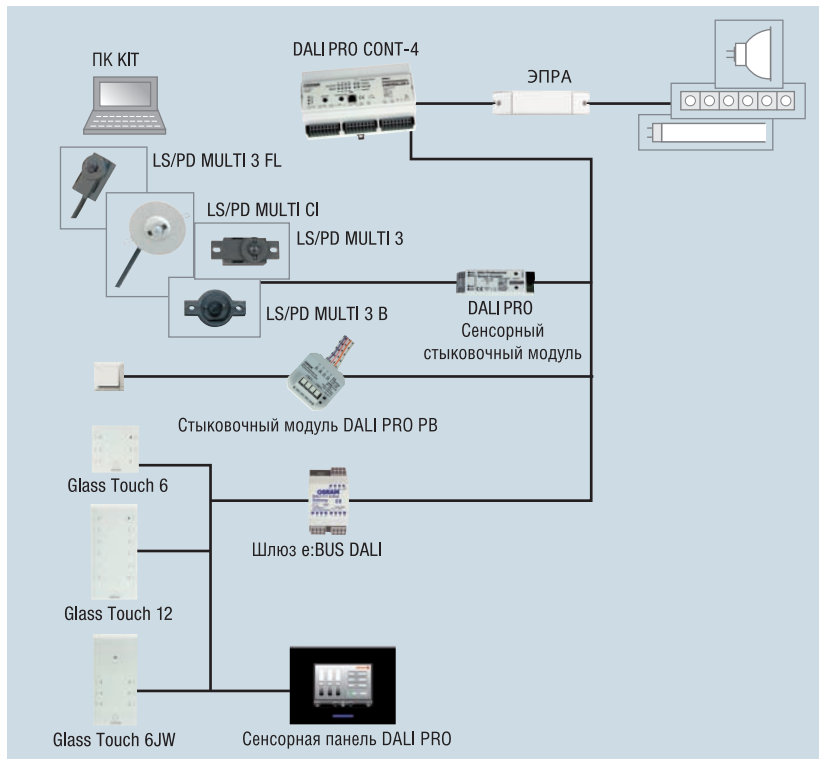 ПК KIT
DALI PRO CONT-4
ЭПРА
LS/PD MULTI 3 FL
LS/PD MULTI CI
LS/PD MULTI 3
LS/PD MULTI 3 B
DALI PRO
Сенсорный
стыковочный модуль
Стыковочный модуль DALI PRO PB
Glass Touch 6
OSRAM
Шлюз e:BUS DALI
Glass Touch 12
Glass Touch 6JW
Сенсорная панель DALI PRO